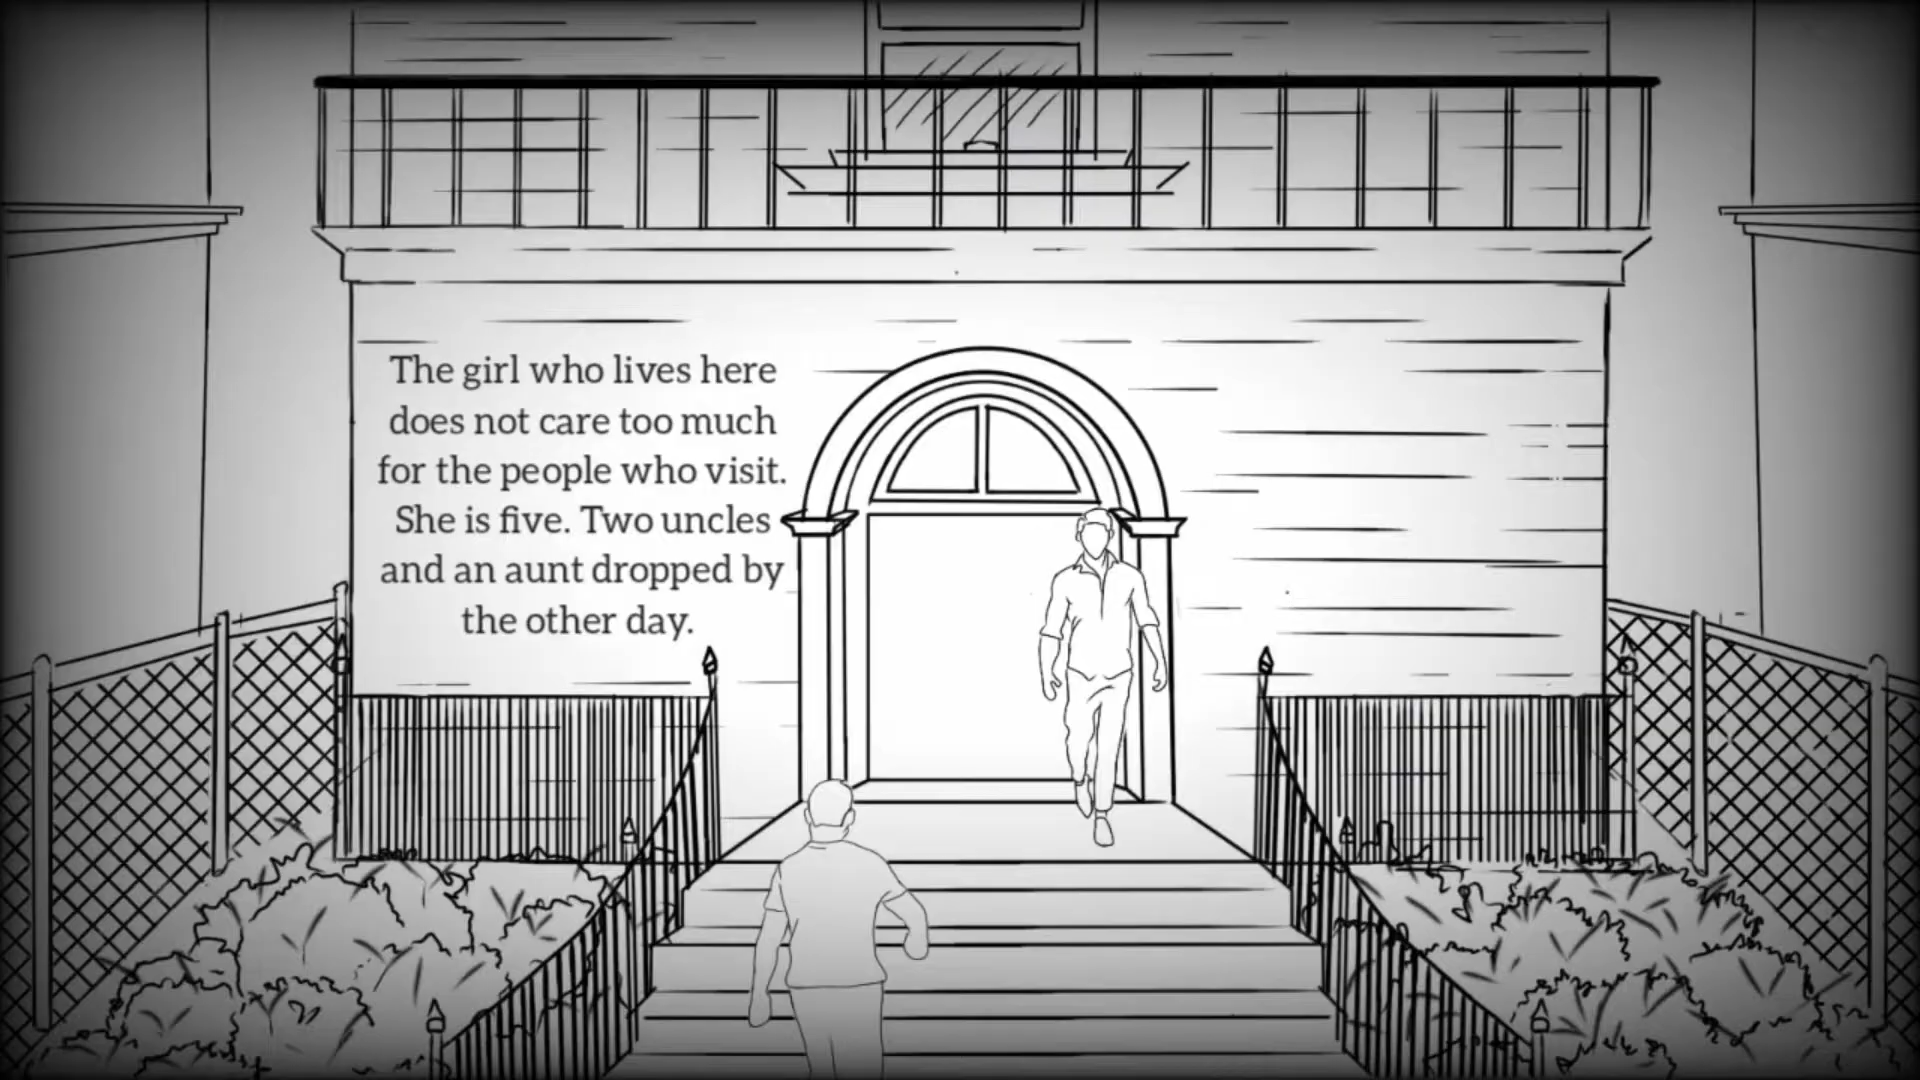 The girl who lives here
does not care too much
for the people who visit.
She is five. Two uncles
and an aunt dropped by
the other day.